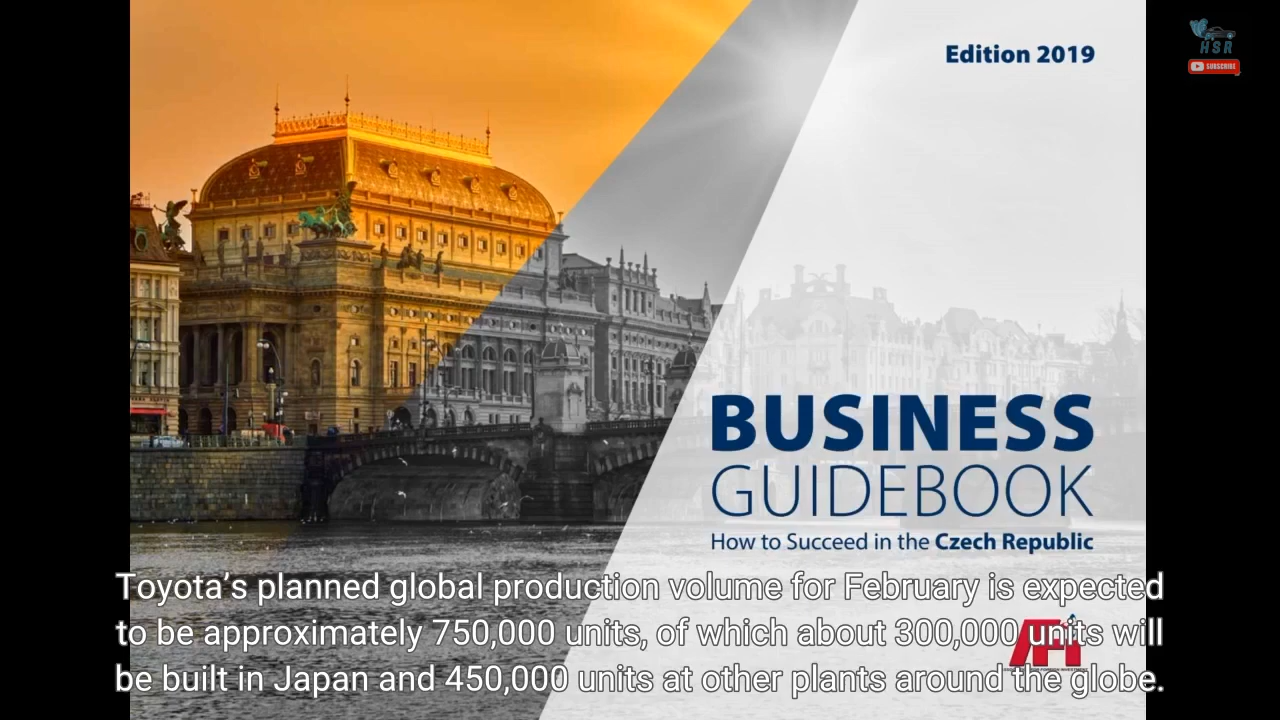 HSR
SUBSCRIBE
Edition 2019
BUSINESS
GUIDEBOOK
How to Succeed in the Czech Republic
Toyota’s planned global production volume for February is expected
to be approximately 750,000 units, of which about 300,000 units will
be built in Japan and 450,000 units at other plants around the globe.
AFI